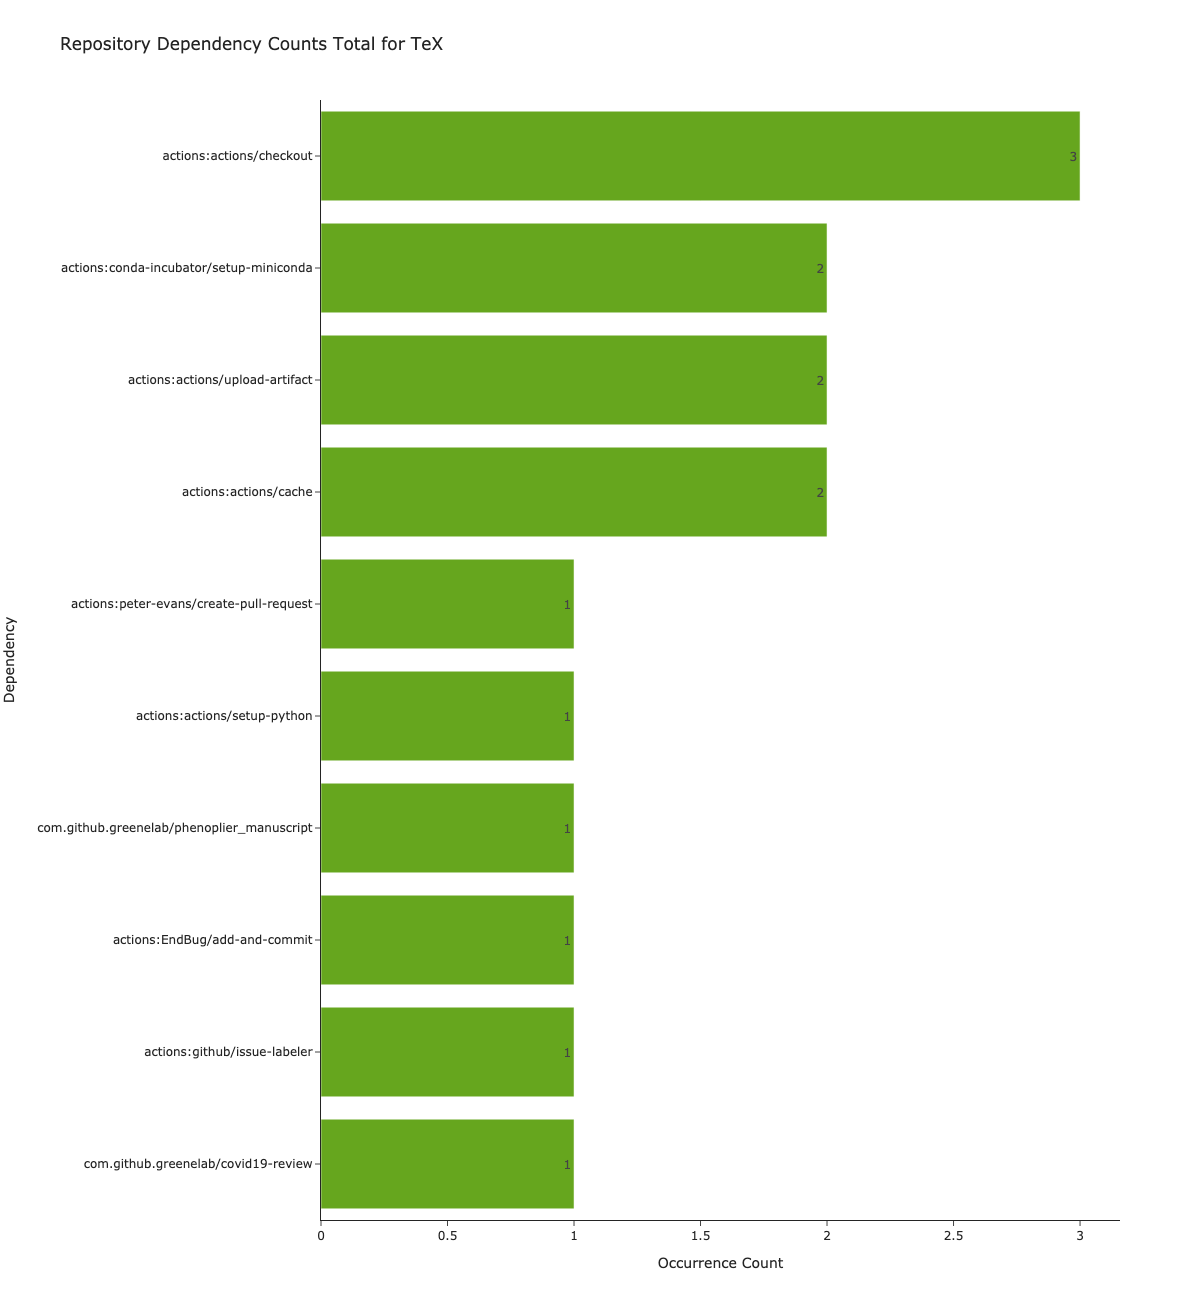 Repository Dependency Counts Total for TeX
actions:actions/checkout
3
actions:conda-incubator/setup-miniconda
2
actions:actions/upload-artifact
2
actions:actions/cache
2
actions:peter-evans/create-pull-request
1
actions:actions/setup-python
1
com.github.greenelab/phenoplier_manuscript
1
actions:EndBug/add-and-commit
1
actions:github/issue-labeler
1
com.github.greenelab/covid19-review
1
Dependency
0 0.5 1 1.5 2 2.5 3
Occurrence Count